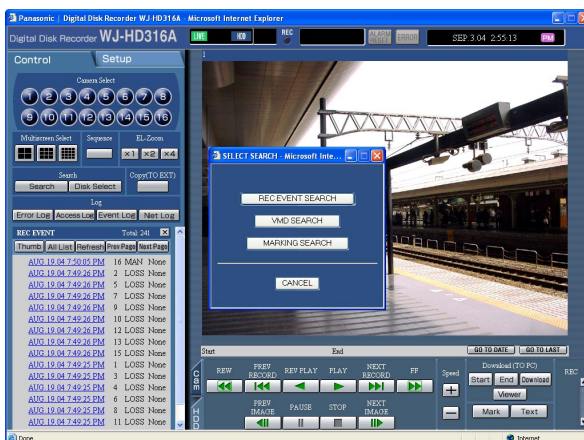 Panasonic | Digital Disk Recorder WJ-HD316A - Microsoft Internet Explorer
Digital Disk Recorder WJ-HD316A
LIVE HDD REC ALARM RESET ERROR SEP.3.04 2:55:13 PM
Control Setup
Camera Select
1 2 3 4 5 6 7 8
9 10 11 12 13 14 15 16
Multiscreen Select Sequence EL-Zoom
×1 ×2 ×4
Search Copy(TO EXT)
Search Disk Select
Log
Error Log Access Log Event Log Net Log
REC EVENT Total: 241
Thumb All List Refresh Prev Page Next Page
AUG.19.04 7:50:05 PM 16 MAN None
AUG.19.04 7:49:26 PM 2 LOSS None
AUG.19.04 7:49:26 PM 5 LOSS None
AUG.19.04 7:49:26 PM 7 LOSS None
AUG.19.04 7:49:26 PM 9 LOSS None
AUG.19.04 7:49:26 PM 10 LOSS None
AUG.19.04 7:49:26 PM 12 LOSS None
AUG.19.04 7:49:26 PM 13 LOSS None
AUG.19.04 7:49:26 PM 15 LOSS None
AUG.19.04 7:49:25 PM 1 LOSS None
AUG.19.04 7:49:25 PM 3 LOSS None
AUG.19.04 7:49:25 PM 4 LOSS None
AUG.19.04 7:49:25 PM 6 LOSS None
AUG.19.04 7:49:25 PM 8 LOSS None
AUG.19.04 7:49:25 PM 11 LOSS None
1
SELECT SEARCH - Microsoft Inte...
REC EVENT SEARCH
VMD SEARCH
MARKING SEARCH
CANCEL
Start End GO TO DATE GO TO LAST
Cam
HDD
REW PREV RECORD REV PLAY PLAY NEXT RECORD FF
PREV IMAGE PAUSE STOP NEXT IMAGE
Speed
+
-
Download (TO PC)
Start End Download
Viewer
Mark Text
REC
Done Internet